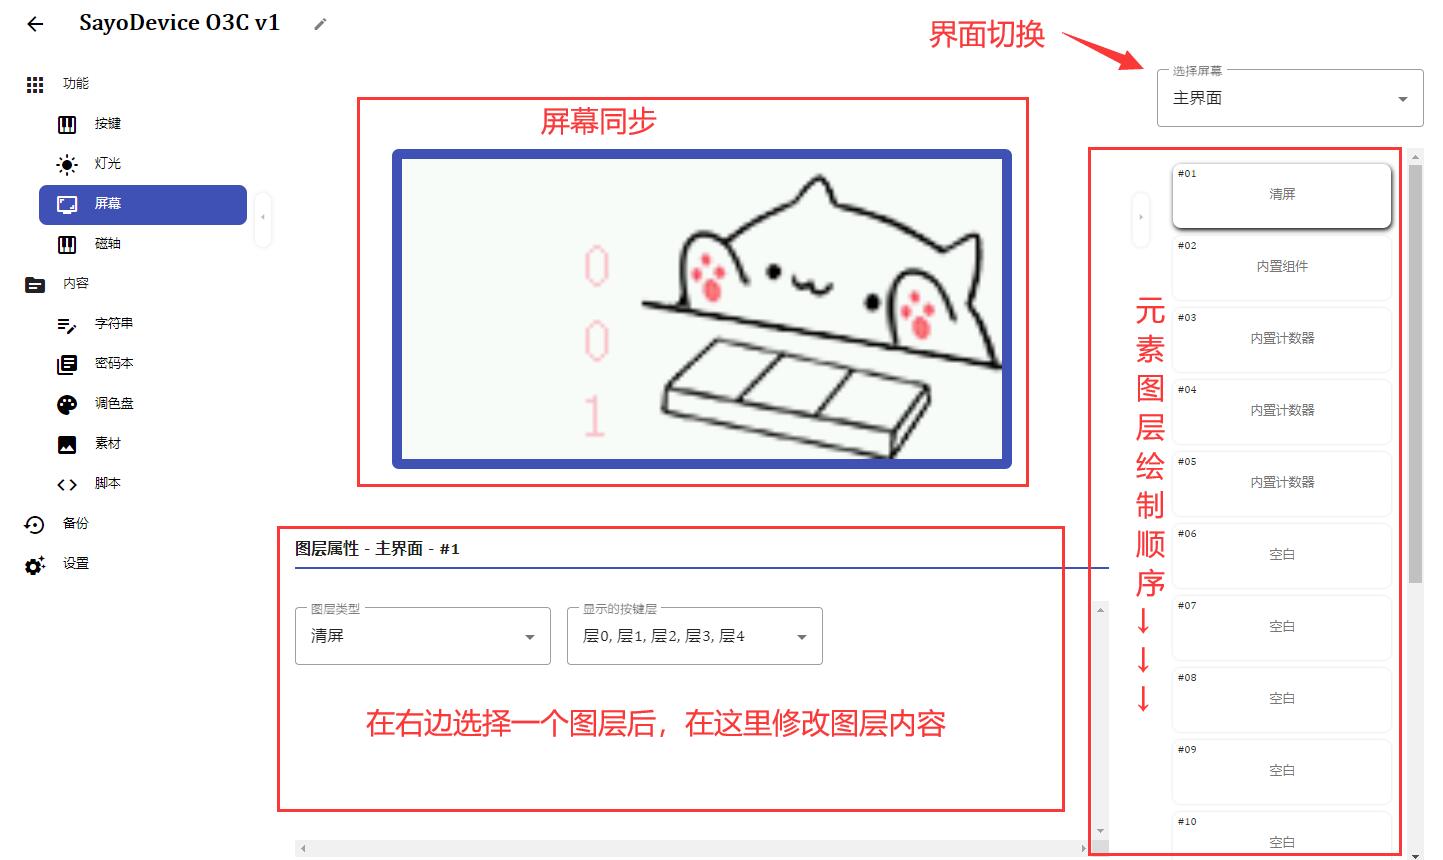 SayoDevice O3C v1
界面切换
功能
按键
灯光
屏幕
磁轴
内容
字符串
密码本
调色盘
素材
脚本
备份
设置
屏幕同步
0
0
1
选择屏幕
主界面
图层属性 - 主界面 - #1
图层类型
清屏
显示的按键层
层0, 层1, 层2, 层3, 层4
在右边选择一个图层后，在这里修改图层内容
元素图层绘制顺序→→→
#01
清屏
#02
内置组件
#03
内置计数器
#04
内置计数器
#05
内置计数器
#06
空白
#07
空白
#08
空白
#09
空白
#10
空白